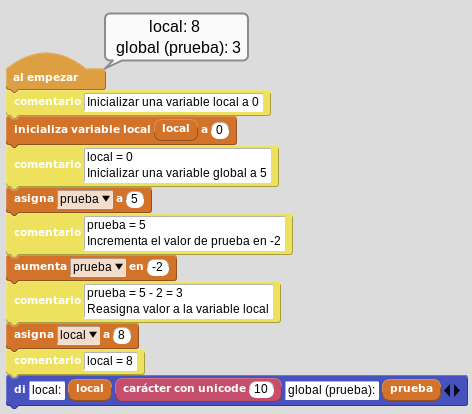 local: 8
global (prueba): 3
al empezar
comentario Inicializar una variable local a 0
inicializa variable local local a 0
comentario local = 0
Inicializar una variable global a 5
asigna prueba a 5
comentario prueba = 5
Incrementa el valor de prueba en -2
aumenta prueba en -2
comentario prueba = 5 - 2 = 3
Reasigna valor a la variable local
asigna local a 8
comentario local = 8
di local: local carácter con unicode 10 global (prueba): prueba